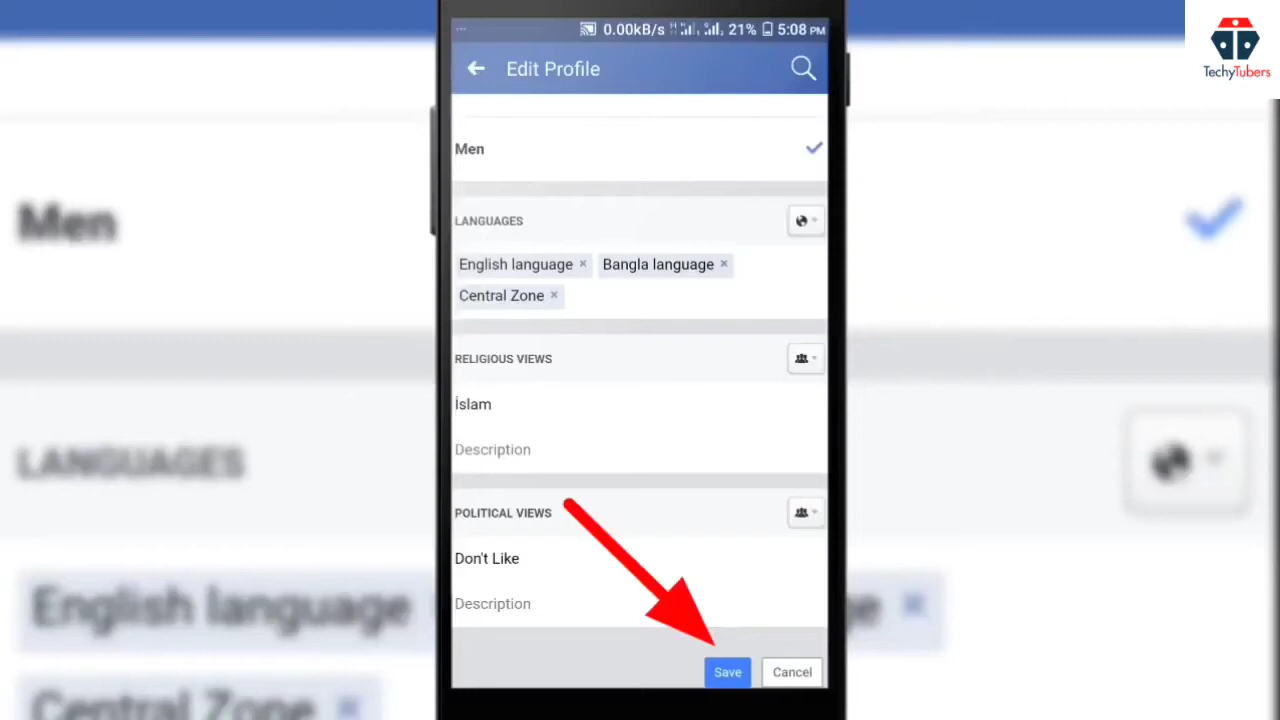 0.00kB/s 21% 5:08 PM
TechyTubers
Edit Profile
Men
Men
LANGUAGES
English language × Bangla language ×
Central Zone ×
RELIGIOUS VIEWS
İslam
Description
POLITICAL VIEWS
Don't Like
Description
Save Cancel
LANGUAGES
English language ×
Central Zone ×